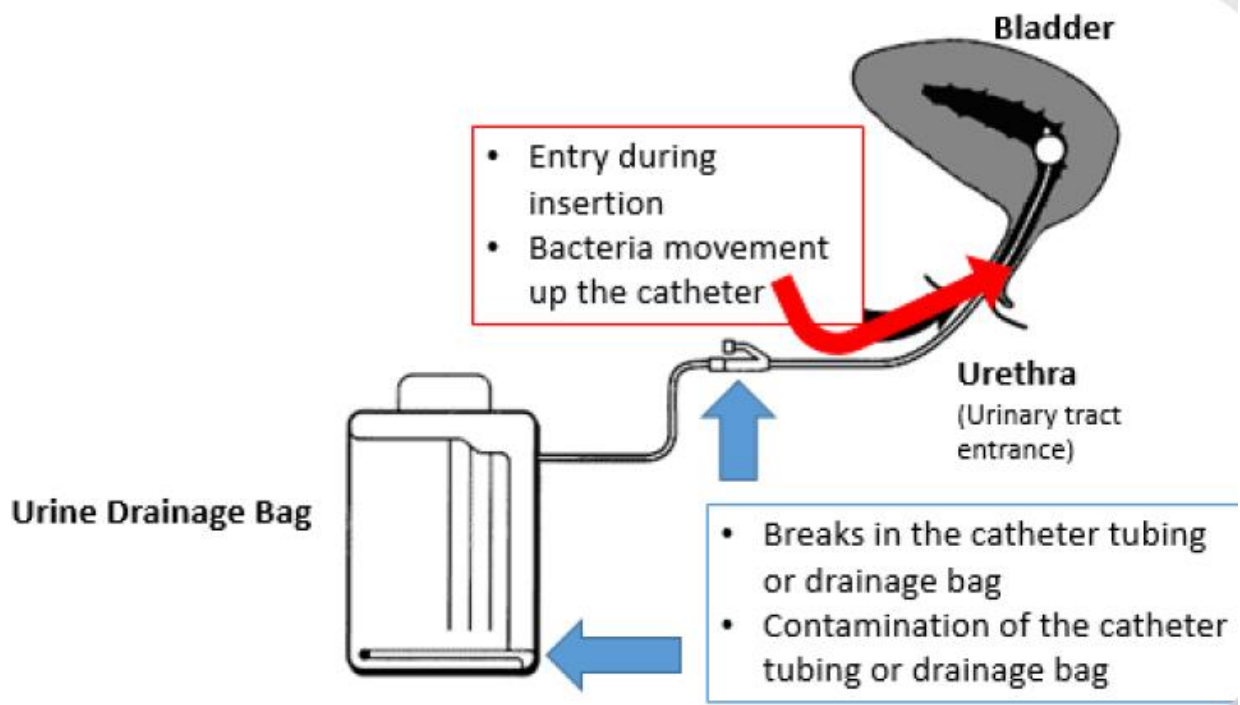 Bladder
• Entry during
insertion
• Bacteria movement
up the catheter
Urethra
(Urinary tract
entrance)
Urine Drainage Bag
• Breaks in the catheter tubing
or drainage bag
• Contamination of the catheter
tubing or drainage bag